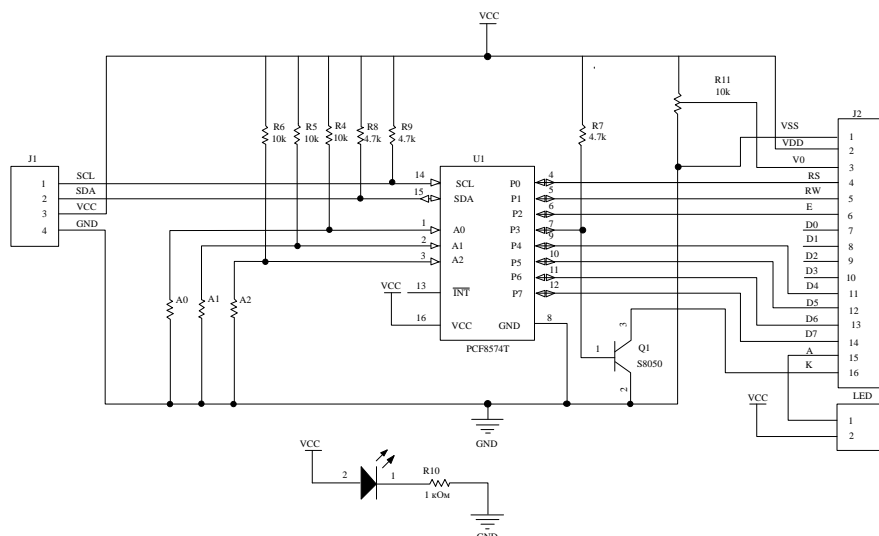 VCC
R11
10k
J2
R6
10k
R5
10k
R4
10k
R8
4.7k
R9
4.7k
R7
4.7k
VSS
1
VDD
2
V0
3
J1
U1
1
SCL
14
SCL
P0
4
RS
4
2
SDA
15
SDA
P1
5
RW
5
3
VCC
P2
6
E
6
4
GND
1
A0
P3
7
D0
7
2
A1
P4
9
D1
8
3
A2
P5
10
D2
9
P6
11
D3
10
P7
12
D4
11
A0
A1
A2
VCC
13
INT
D5
12
16
VCC
GND
8
D6
13
PCF8574T
3
D7
14
1
Q1
S8050
2
A
15
K
16
LED
VCC
1
2
GND
VCC
2
1
R10
1 кОм
GND